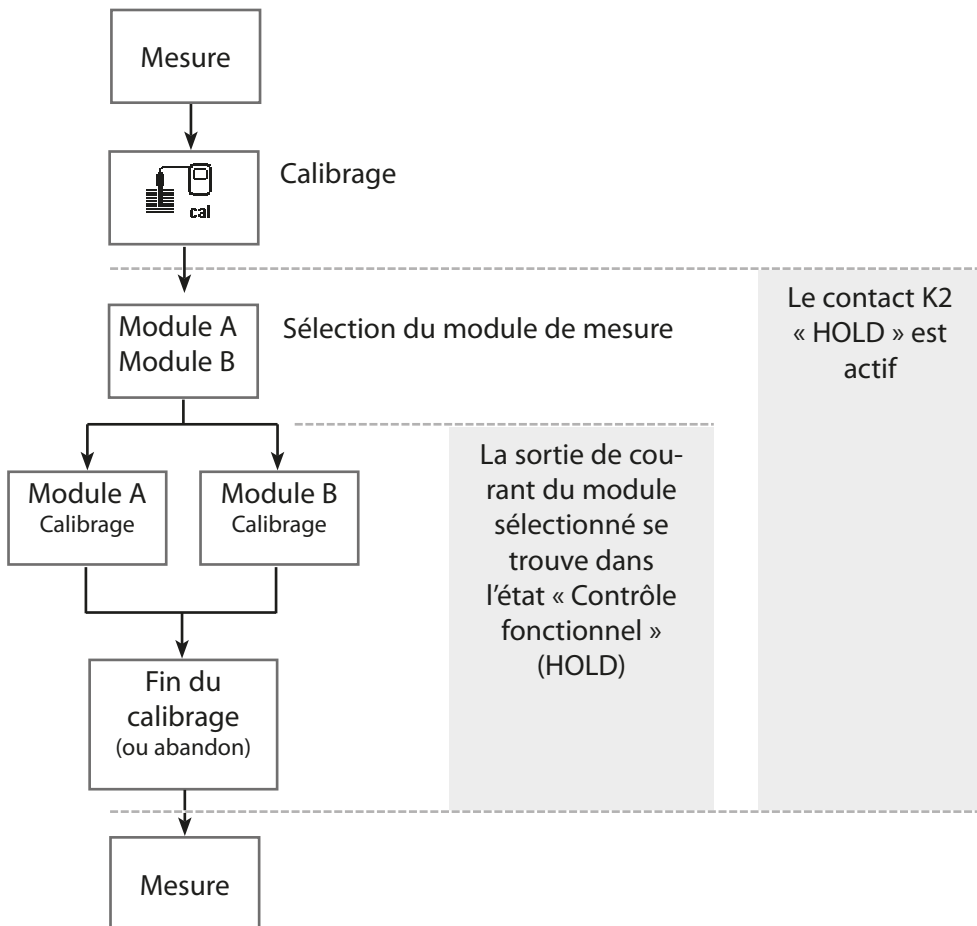 Mesure
cal
Calibrage
Module A
Module B
Sélection du module de mesure
Le contact K2
« HOLD » est
actif
Module A
Calibrage
Module B
Calibrage
La sortie de cou-
rant du module
sélectionné se
trouve dans
l'état « Contrôle
fonctionnel »
(HOLD)
Fin du
calibrage
(ou abandon)
Mesure